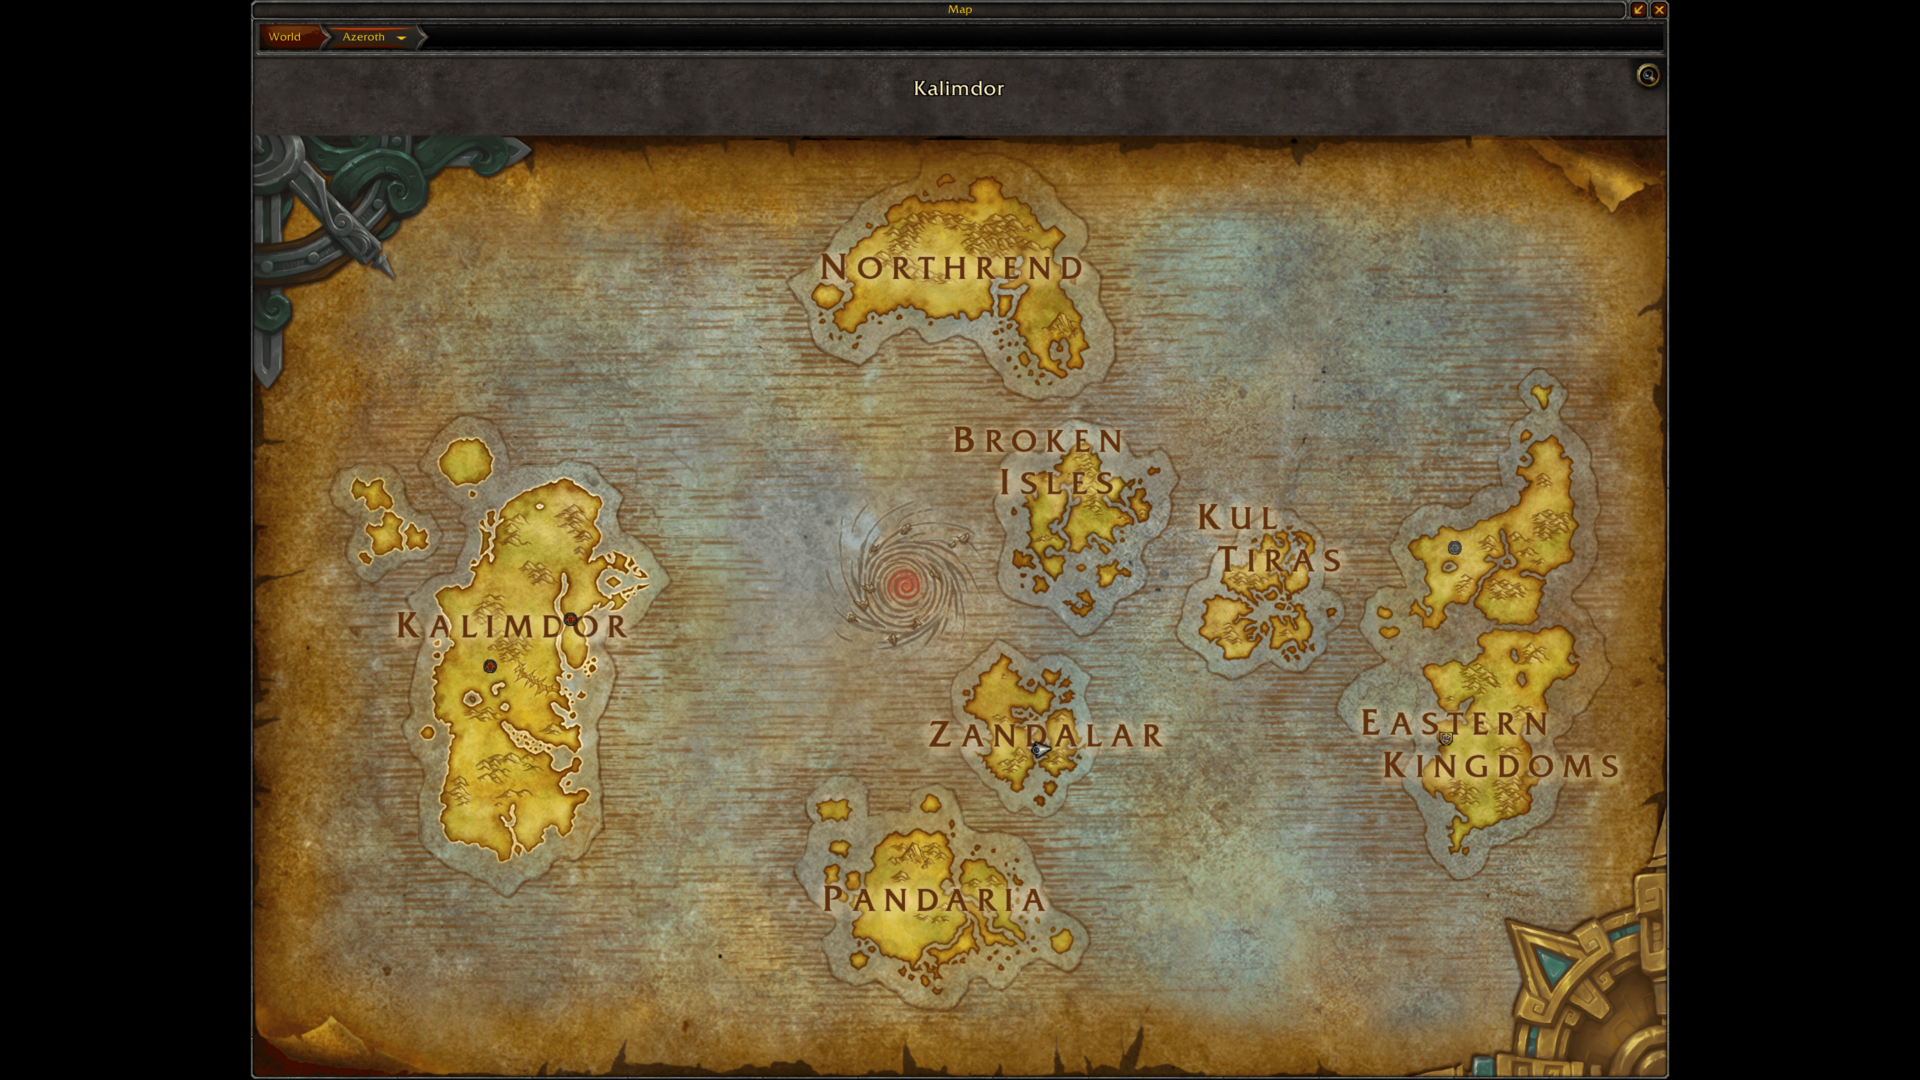 Map
World
Azeroth
Kalimdor
NORTHREND
BROKEN
ISLES
KUL
TIRAS
KALIMDOR
ZANDALAR
EASTERN
KINGDOMS
PANDARIA